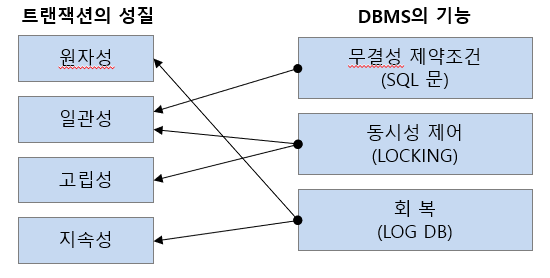 트랜잭션의 성질
원자성
일관성
고립성
지속성
DBMS의 기능
무결성 제약조건
(SQL 문)
동시성 제어
(LOCKING)
회 복
(LOG DB)